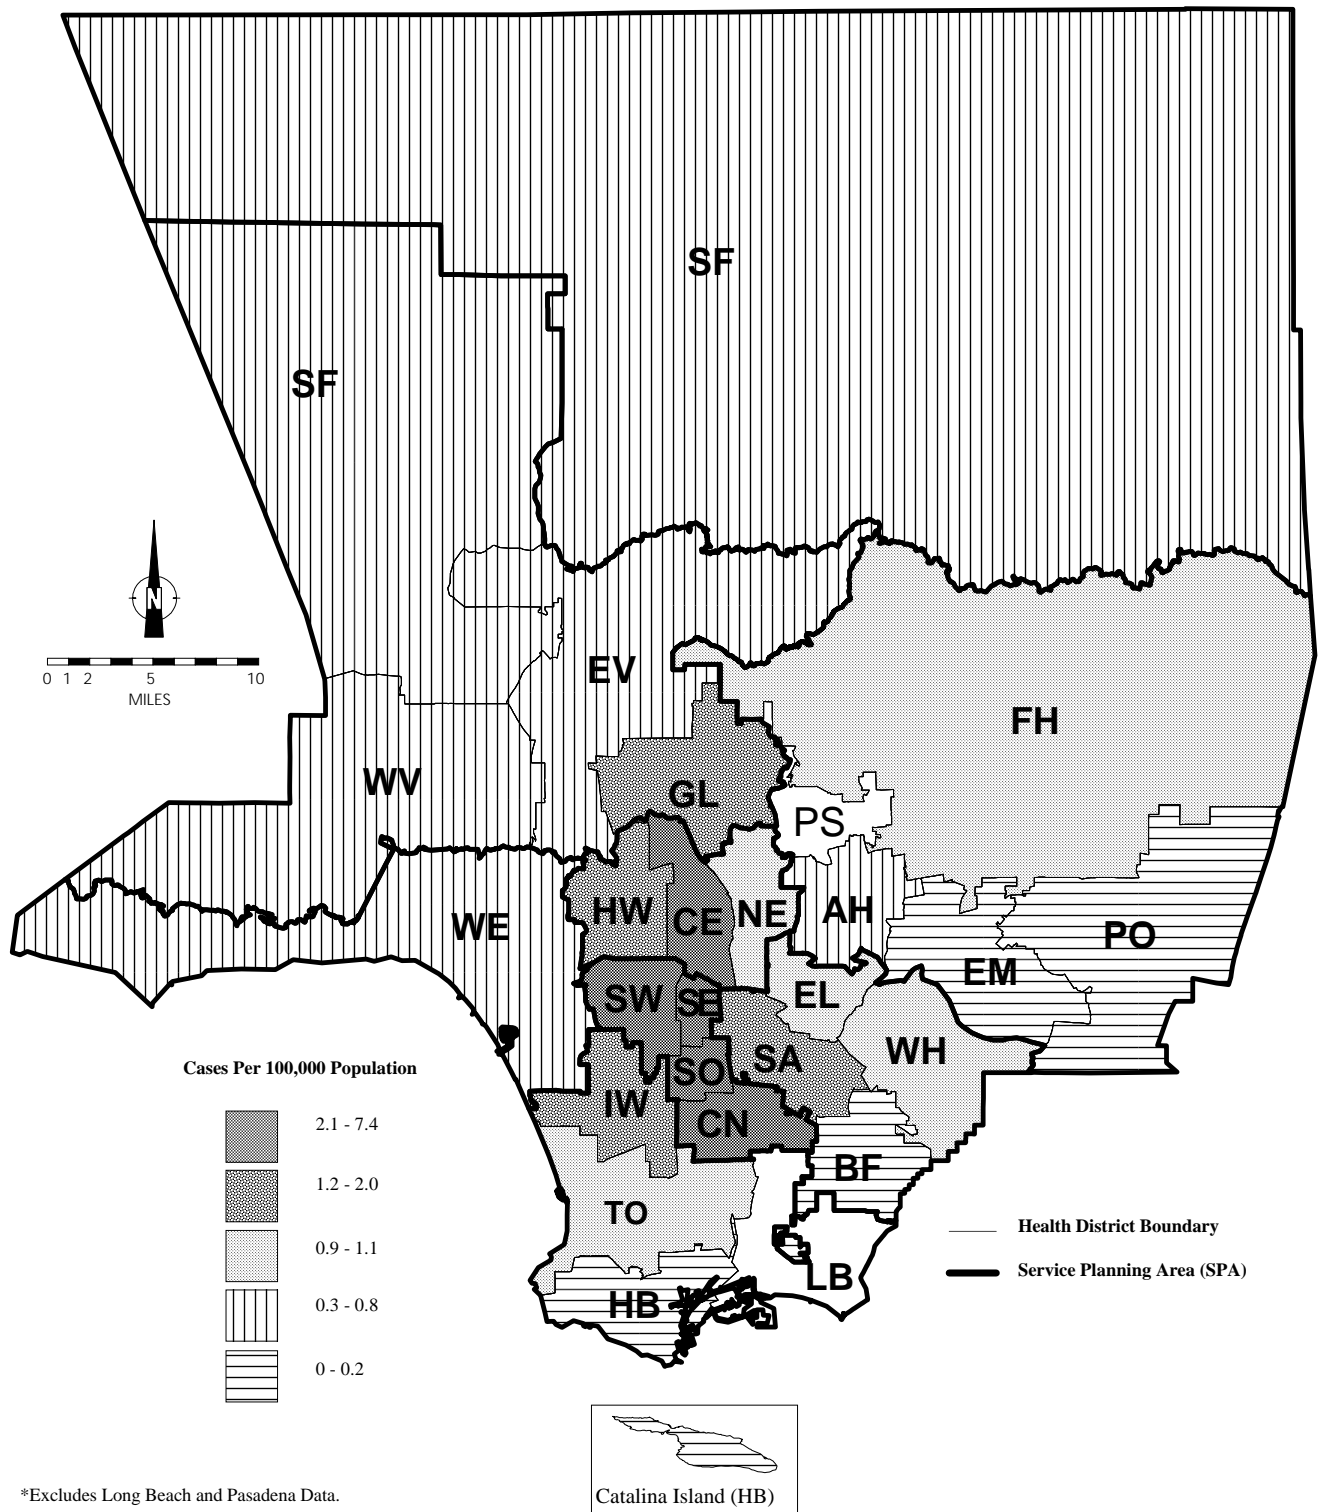 SF
SF
N
0 1 2 5 10
MILES
EV
FH
WV
GL
PS
HW
CE
NE
AH
WE
PO
EM
SW
SE
EL
SA
WH
SO
IW
CN
BF
TO
LB
HB
Cases Per 100,000 Population
2.1 - 7.4
1.2 - 2.0
0.9 - 1.1
0.3 - 0.8
0 - 0.2
Health District Boundary
Service Planning Area (SPA)
Catalina Island (HB)
*Excludes Long Beach and Pasadena Data.